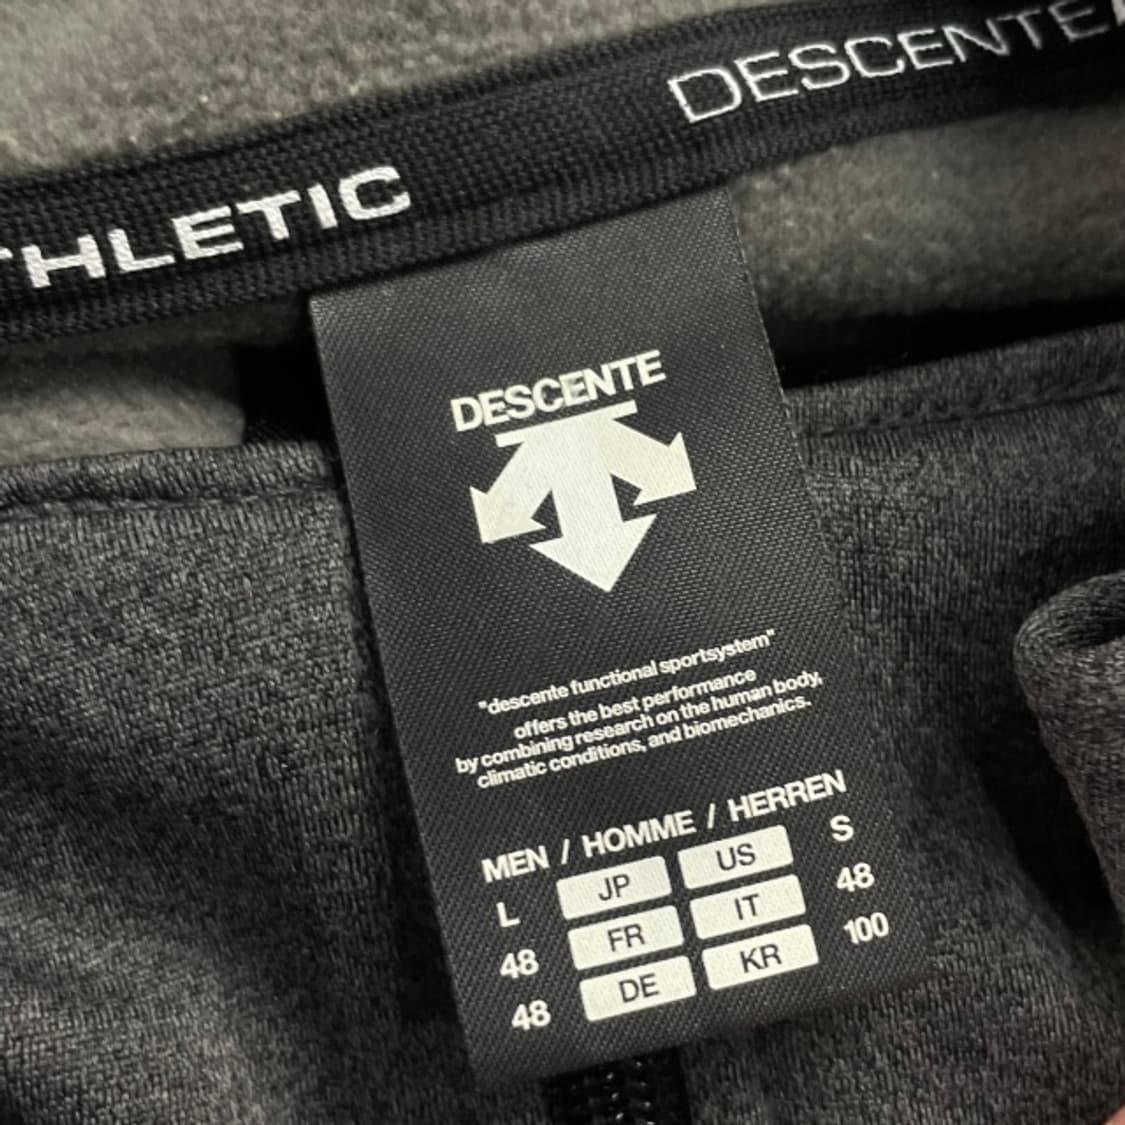 DESCENTE
THLETIC
DESCENTE
"descente functional sportsystem"
offers the best performance
by combining research on the human body,
climatic conditions, and biomechanics.
MEN / HOMME / HERREN
L JP US S
48 FR IT 48
48 DE KR 100